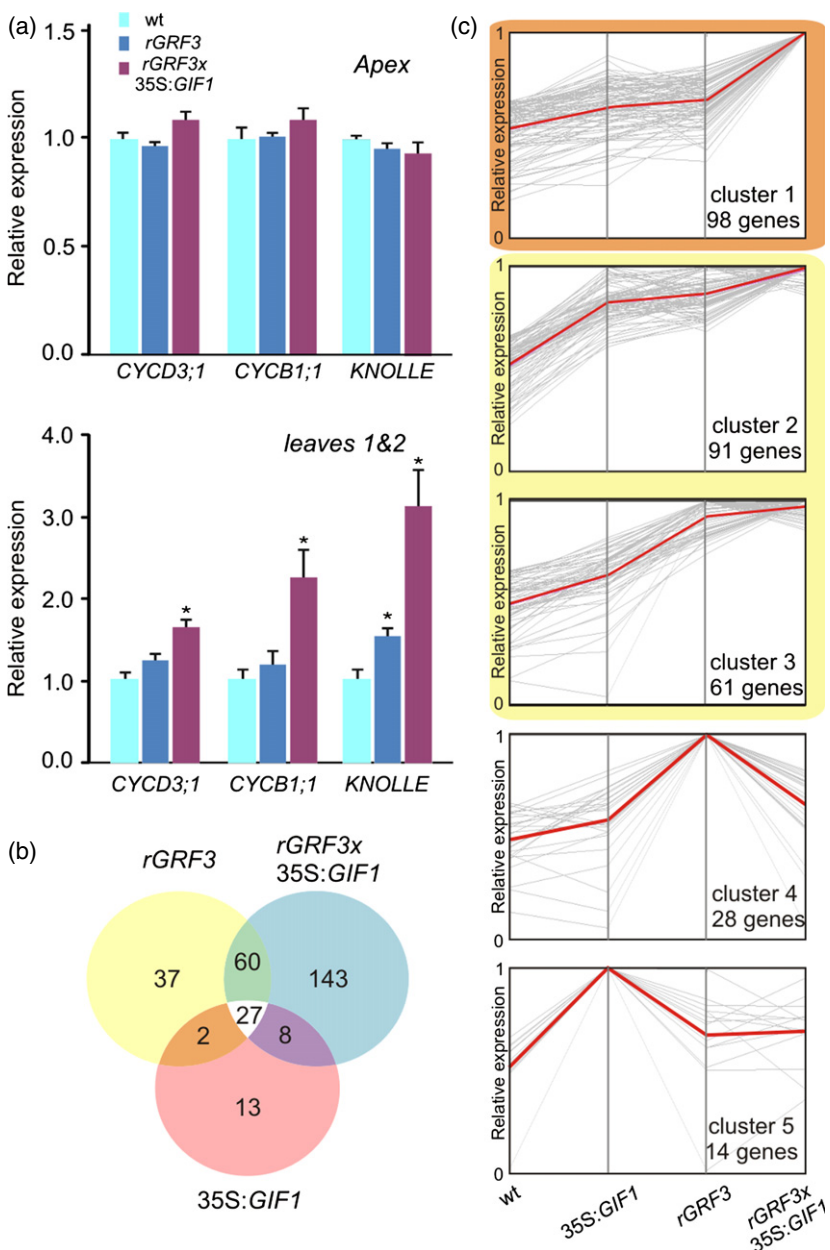 (a)
1.5
1.0
0.5
0.0
Relative expression
wt
rGRF3
rGRF3x
35S:GIF1
Apex
CYCD3;1
CYCB1;1
KNOLLE
4.0
3.0
2.0
1.0
0.0
Relative expression
leaves 1&2
*
*
*
*
CYCD3;1
CYCB1;1
KNOLLE
(b)
rGRF3
rGRF3x
35S:GIF1
37
60
143
27
2
8
13
35S:GIF1
(c)
1
Relative expression
0
cluster 1
98 genes
1
Relative expression
0
cluster 2
91 genes
1
Relative expression
0
cluster 3
61 genes
1
Relative expression
0
cluster 4
28 genes
1
Relative expression
0
cluster 5
14 genes
wt
35S:GIF1
rGRF3
rGRF3x
35S:GIF1